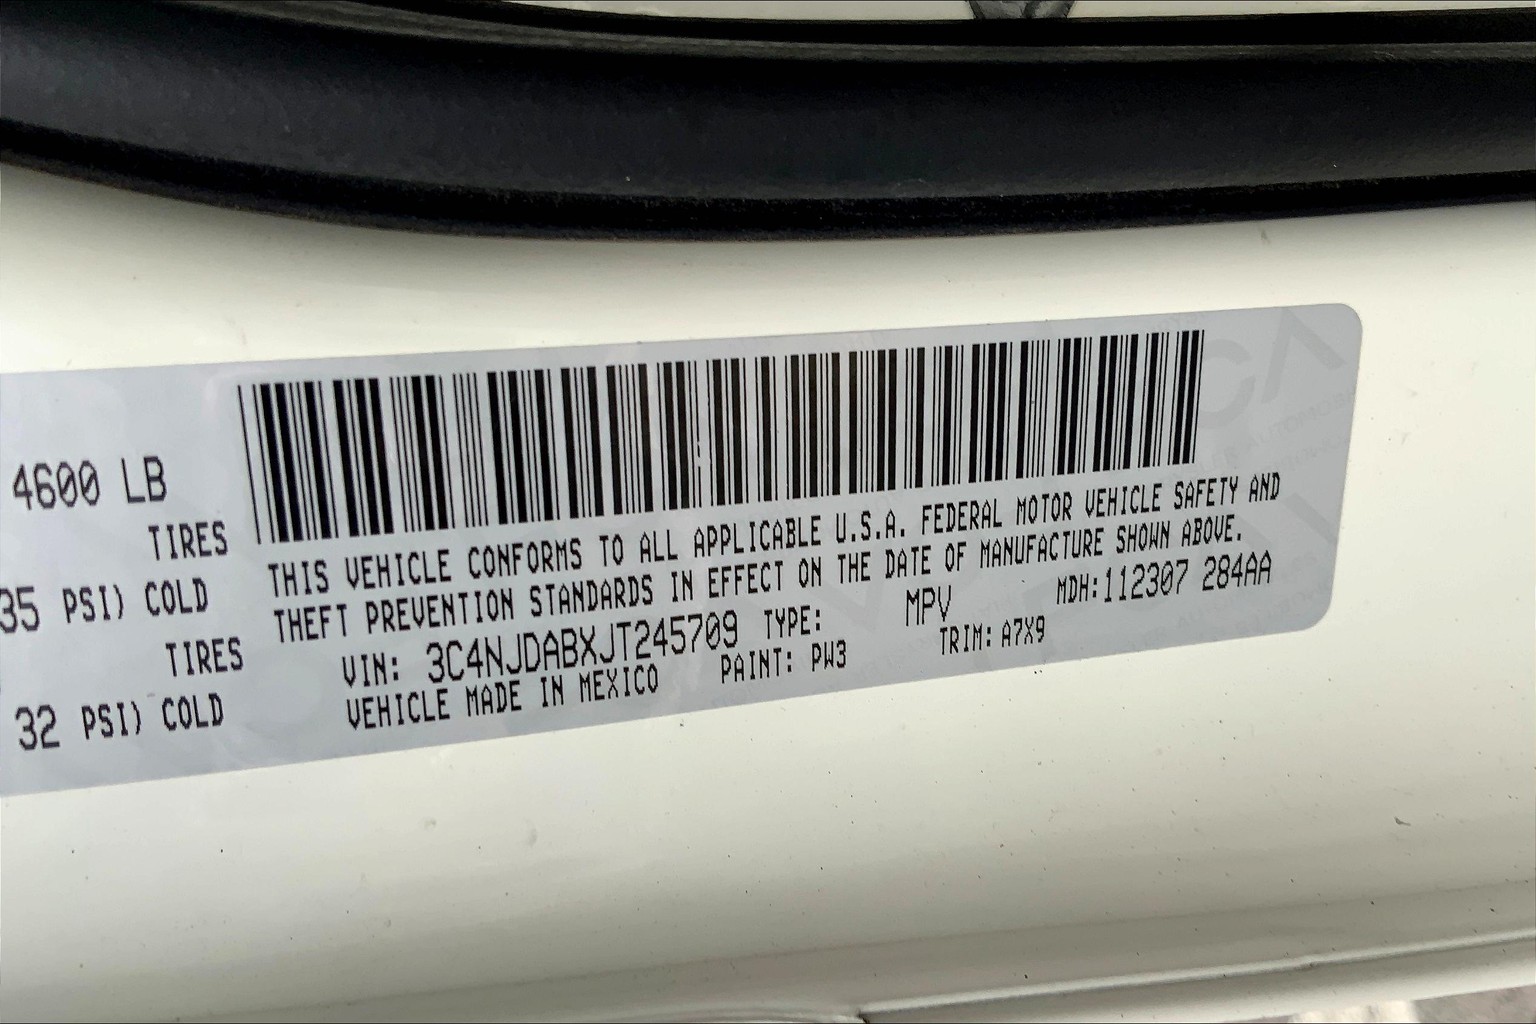 4600 LB
TIRES
35 PSI) COLD
TIRES
32 PSI) COLD
THIS VEHICLE CONFORMS TO ALL APPLICABLE U.S.A. FEDERAL MOTOR VEHICLE SAFETY AND
THEFT PREVENTION STANDARDS IN EFFECT ON THE DATE OF MANUFACTURE SHOWN ABOVE.
VIN: 3C4NJDABXJT245709 TYPE: MPV MDH:112307 284AA
VEHICLE MADE IN MEXICO PAINT: PW3 TRIM: A7X9